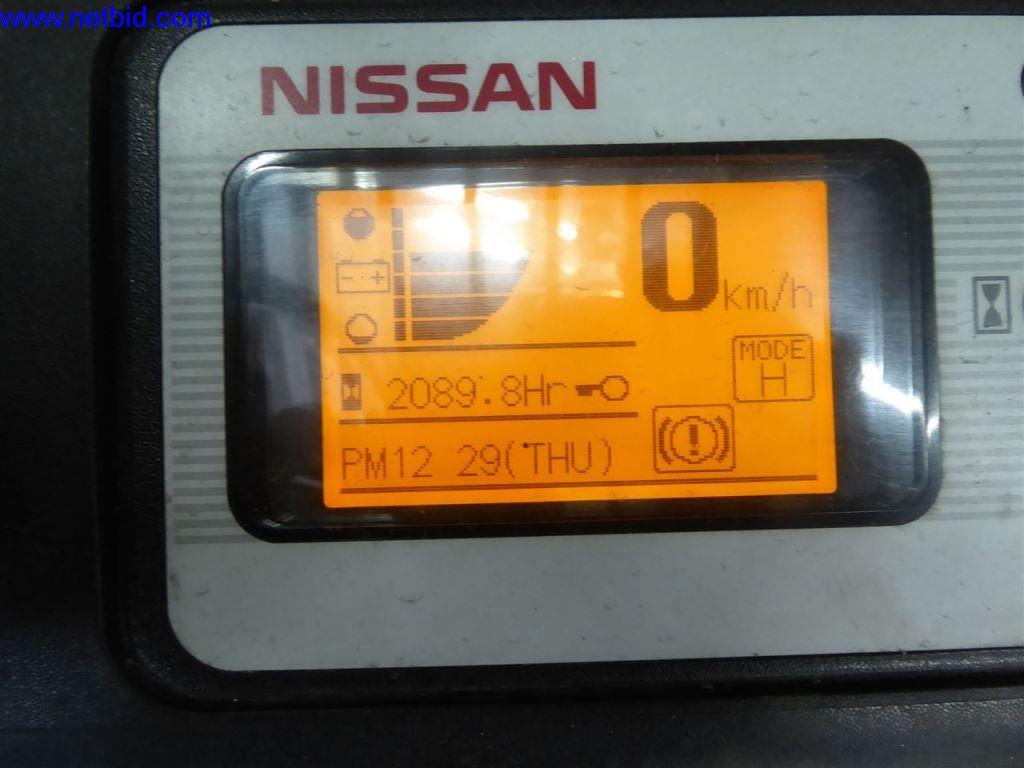 www.netbid.com
NISSAN
0 km/h
- +
MODE
H
2089.8Hr
PM12 29(THU)